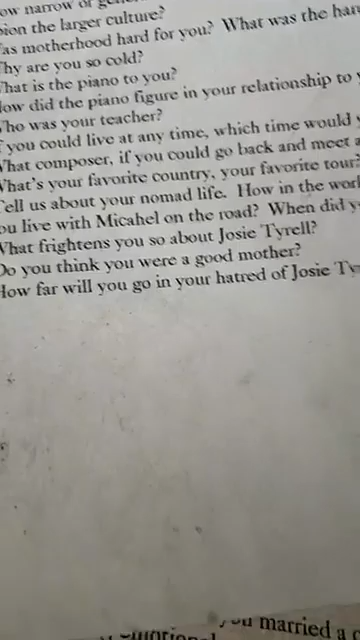 narrow or
the larger culture?
as motherhood hard for you? What was the
hy are you so cold?
hat is the piano to you?
ow did the piano figure in your relationship to
ho was your teacher?
f you could live at any time, which time would
hat composer, if you could go back and meet a
hat's your favorite country, your favorite tour?
ell us about your nomad life. How in the worl
ou live with Micahel on the road? When did y
hat frightens you so about Josie Tyrell?
Do you think you were a good mother?
How far will you go in your hatred of Josie Ty
married a